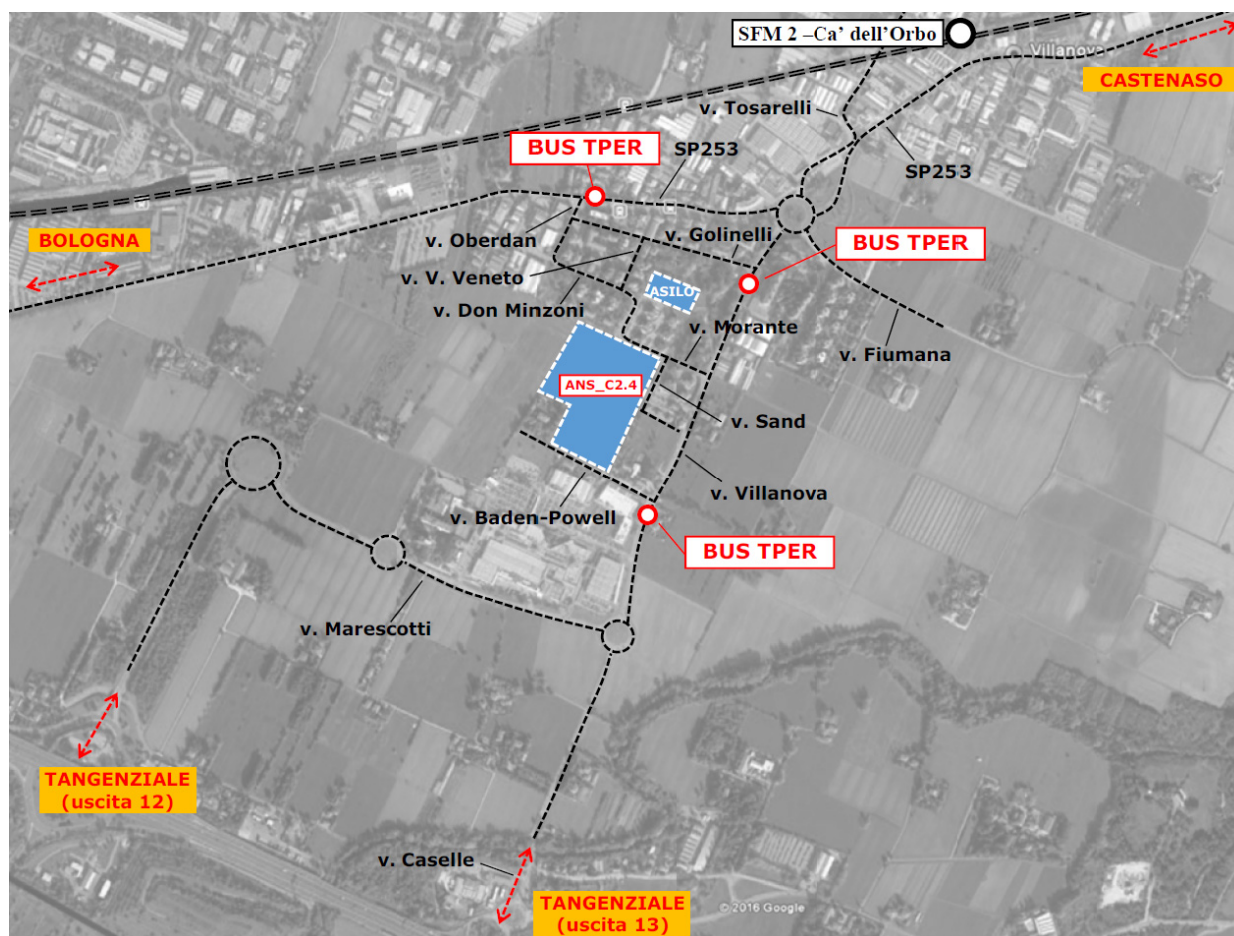 SFM 2 –Ca’ dell’Orbo
Villanova
CASTENASO
v. Tosarelli
BUS TPER
SP253
SP253
BOLOGNA
v. Oberdan
v. Golinelli
BUS TPER
v. V. Veneto
ASILO
v. Don Minzoni
v. Morante
v. Fiumana
ANS_C2.4
v. Sand
v. Villanova
v. Baden-Powell
BUS TPER
v. Marescotti
TANGENZIALE
(uscita 12)
v. Caselle
TANGENZIALE
(uscita 13)
© 2016 Google